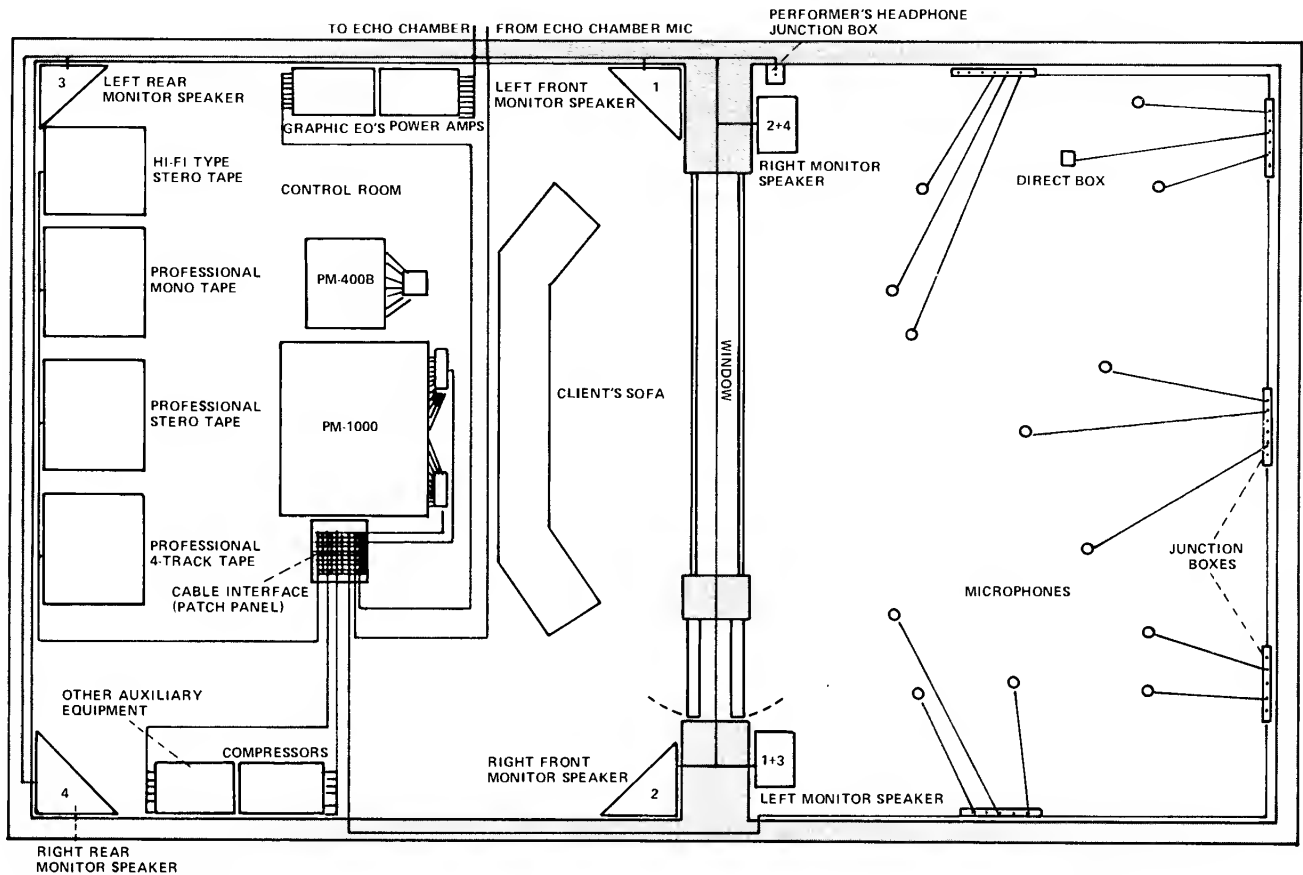 TO ECHO CHAMBER
FROM ECHO CHAMBER MIC
PERFORMER'S HEADPHONE
JUNCTION BOX
3
LEFT REAR
MONITOR SPEAKER
GRAPHIC EO'S
POWER AMPS
LEFT FRONT
MONITOR SPEAKER
1
2+4
RIGHT MONITOR
SPEAKER
DIRECT BOX
HI-FI TYPE
STERO TAPE
CONTROL ROOM
PROFESSIONAL
MONO TAPE
PM-400B
WINDOW
CLIENT'S SOFA
PROFESSIONAL
STERO TAPE
PM-1000
PROFESSIONAL
4-TRACK TAPE
CABLE INTERFACE
(PATCH PANEL)
MICROPHONES
JUNCTION
BOXES
OTHER AUXILIARY
EQUIPMENT
COMPRESSORS
4
RIGHT FRONT
MONITOR SPEAKER
2
1+3
LEFT MONITOR SPEAKER
RIGHT REAR
MONITOR SPEAKER